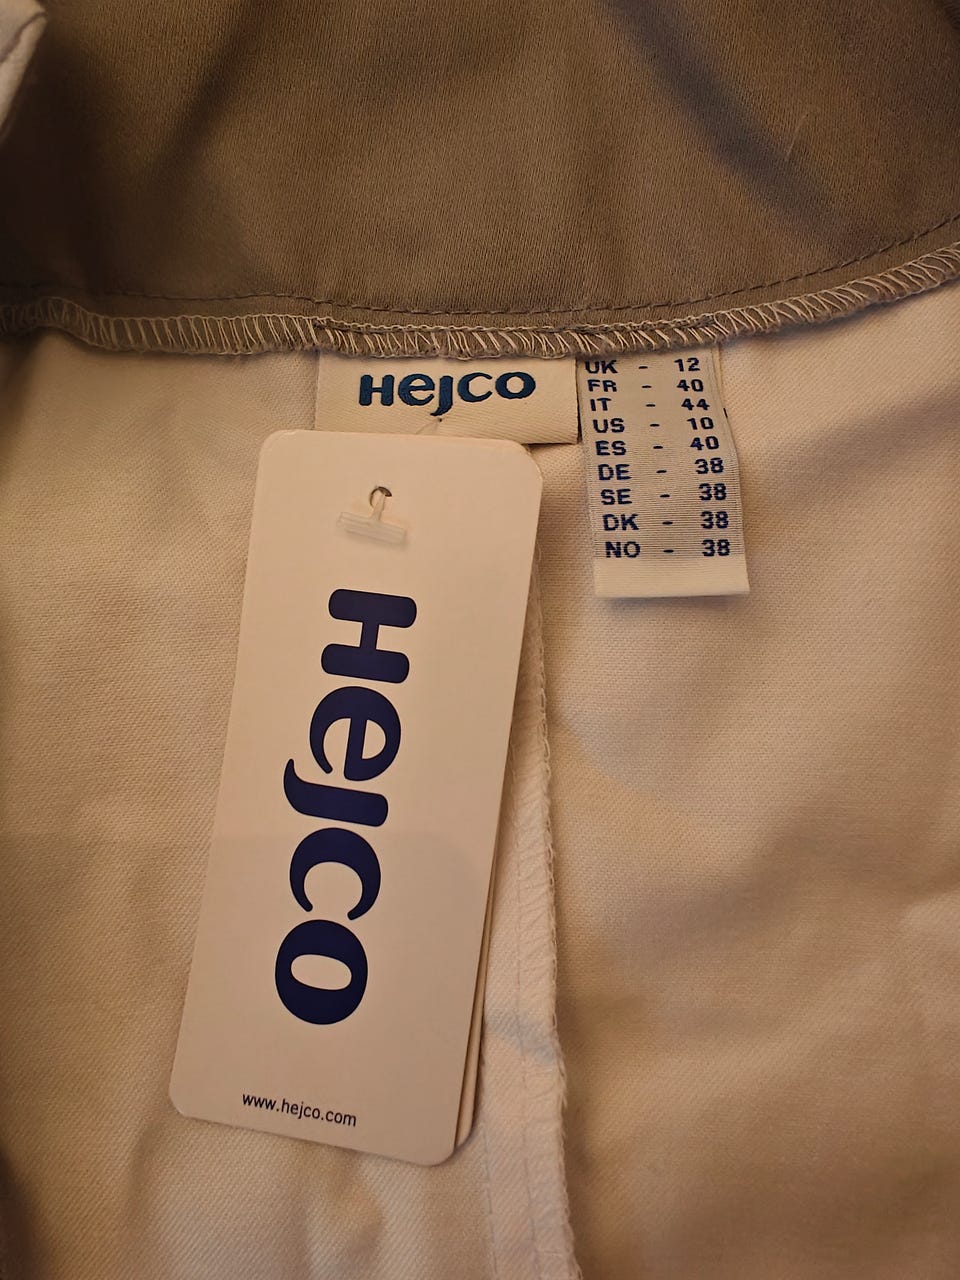 Hejco
UK - 12
FR - 40
IT - 44
US - 10
ES - 40
DE - 38
SE - 38
DK - 38
NO - 38
Hejco
www.hejco.com